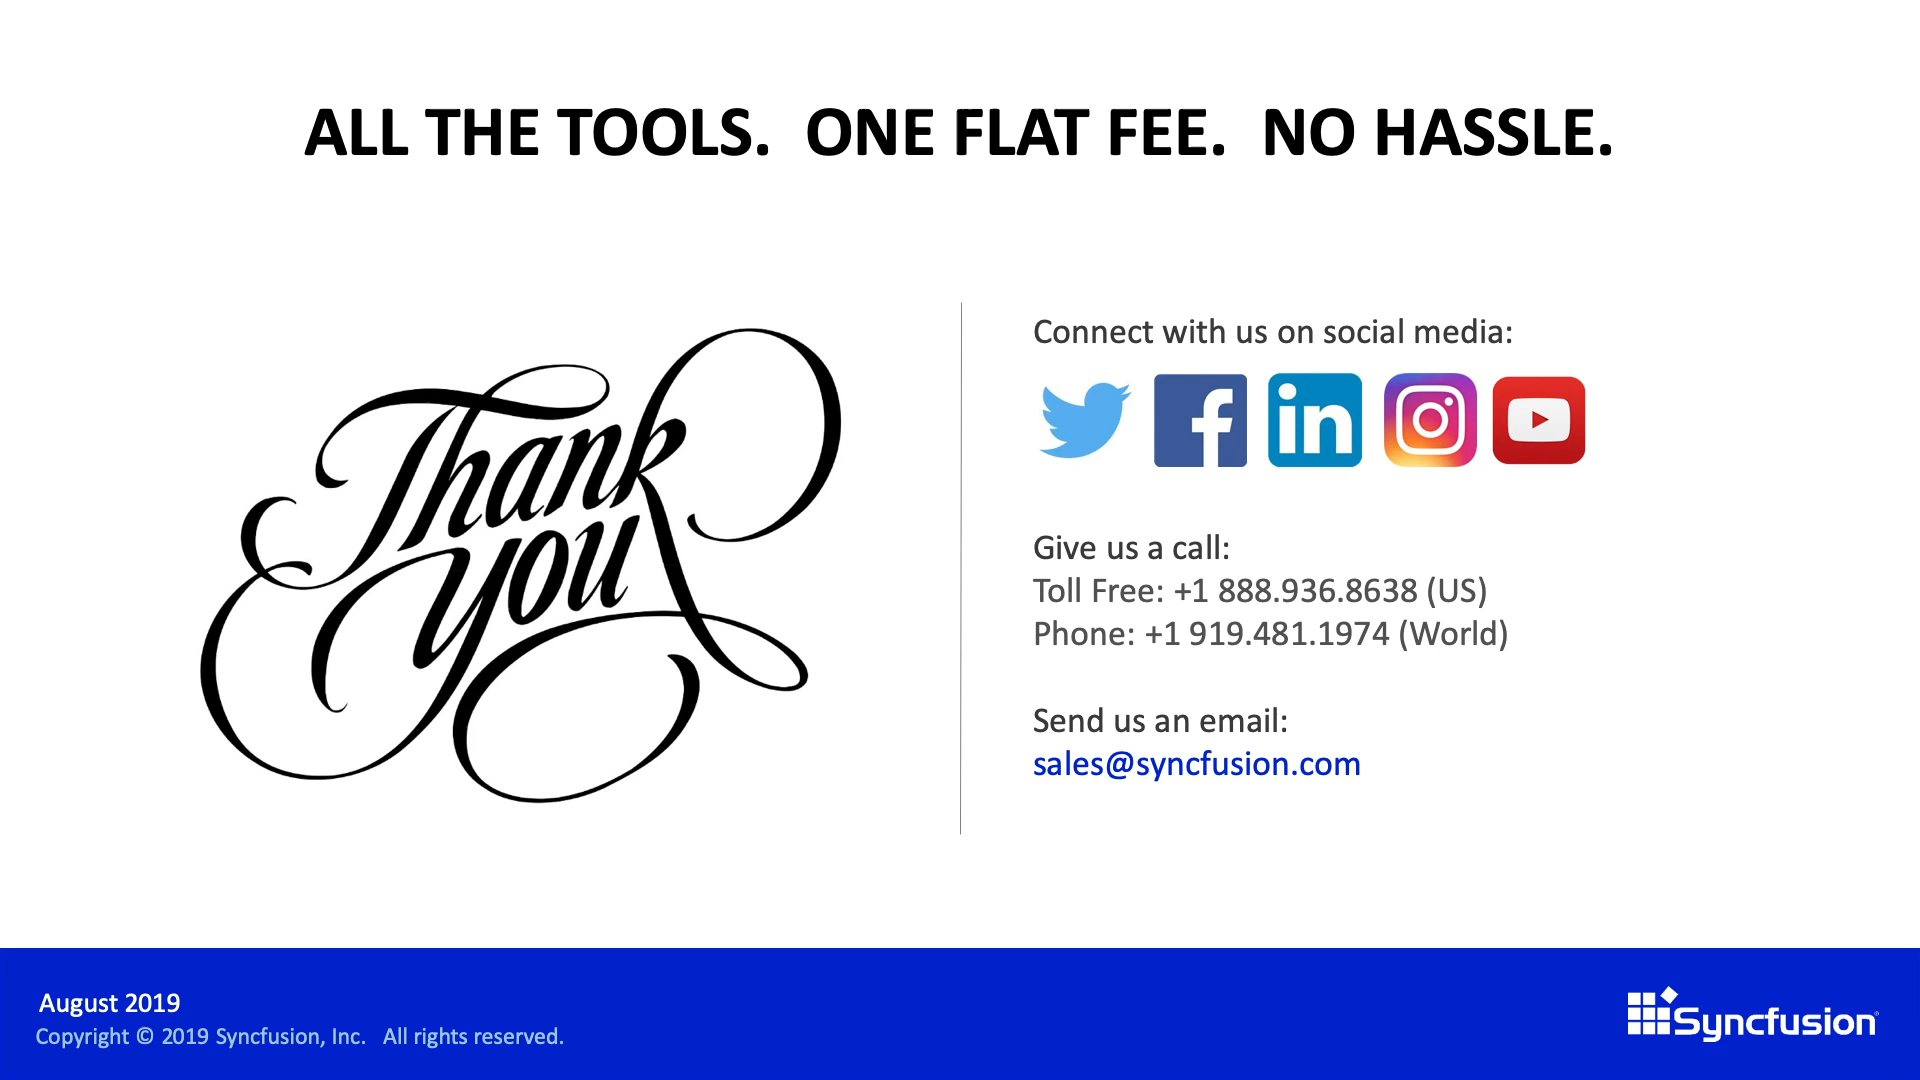 ALL THE TOOLS.  ONE FLAT FEE.  NO HASSLE.
Thank
you
Connect with us on social media:
Give us a call:
Toll Free: +1 888.936.8638 (US)
Phone: +1 919.481.1974 (World)
Send us an email:
sales@syncfusion.com
August 2019
Copyright © 2019 Syncfusion, Inc.   All rights reserved.
Syncfusion®